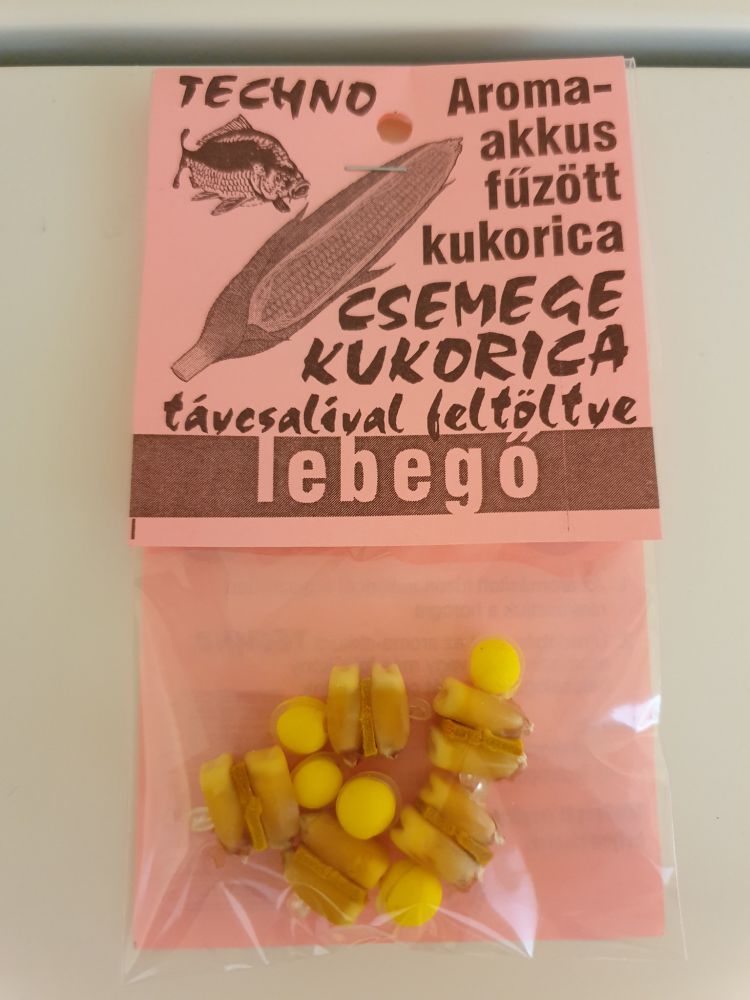 TECHNO
Aroma-
akkus
fűzött
kukorica
CSEMEGE
KUKORICA
távcsalival feltöltve
lebegő